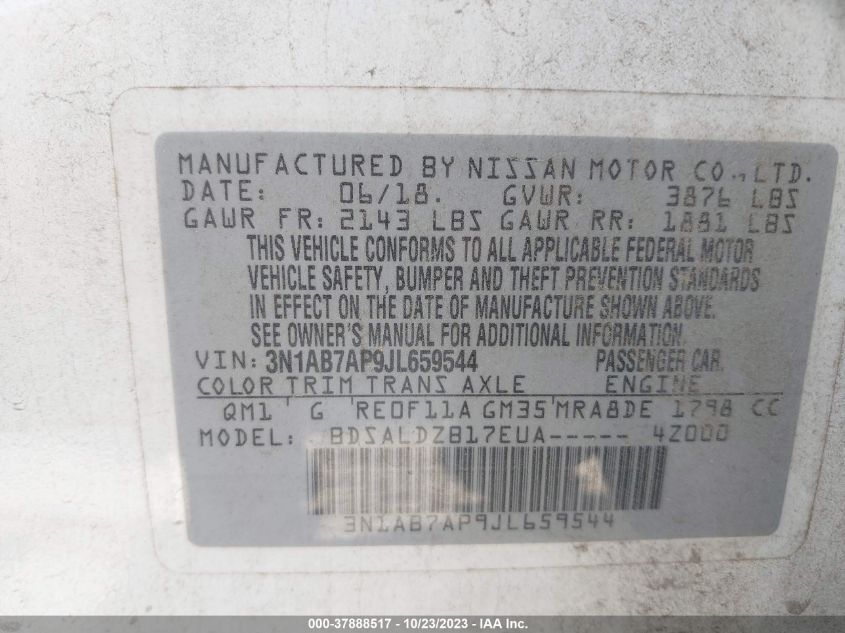 MANUFACTURED BY NISSAN MOTOR CO., LTD.
DATE: 06/18. GVWR: 3876 LBS
GAWR FR: 2143 LBS GAWR RR: 1881 LBS
THIS VEHICLE CONFORMS TO ALL APPLICABLE FEDERAL MOTOR
VEHICLE SAFETY, BUMPER AND THEFT PREVENTION STANDARDS
IN EFFECT ON THE DATE OF MANUFACTURE SHOWN ABOVE.
SEE OWNER'S MANUAL FOR ADDITIONAL INFORMATION.
VIN: 3N1AB7AP9JL659544 PASSENGER CAR.
COLOR TRIM TRANS AXLE ENGINE
QM1 G RE0F11A GM35 MRA8DE 1798 CC
MODEL: BDSALDZB17EUA----- 4Z000
3N1AB7AP9JL659544
000-37888517 - 10/23/2023 - IAA Inc.